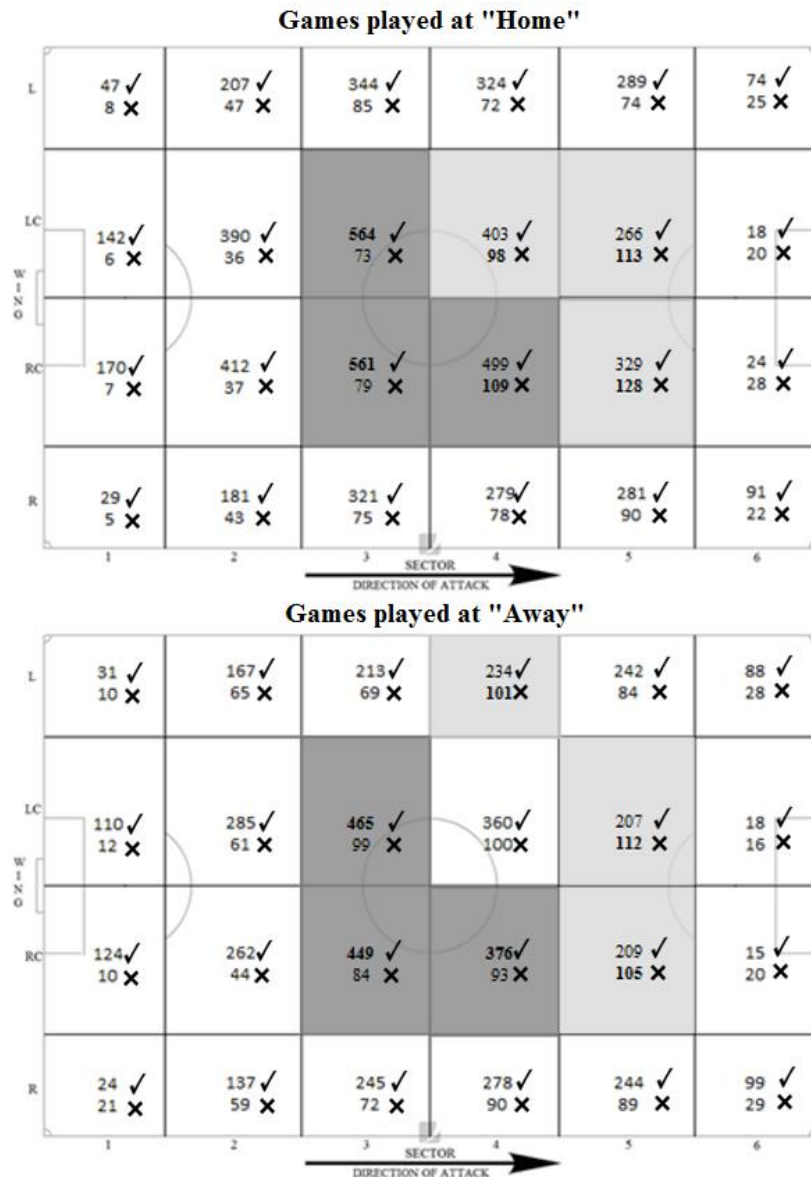 Games played at "Home"
L 47 ✓ 207 ✓ 344 ✓ 324 ✓ 289 ✓ 74 ✓
8 ✕ 47 ✕ 85 ✕ 72 ✕ 74 ✕ 25 ✕
LC 142 ✓ 390 ✓ 564 ✓ 403 ✓ 266 ✓ 18 ✓
6 ✕ 36 ✕ 73 ✕ 98 ✕ 113 ✕ 20 ✕
WING
RC 170 ✓ 412 ✓ 561 ✓ 499 ✓ 329 ✓ 24 ✓
7 ✕ 37 ✕ 79 ✕ 109 ✕ 128 ✕ 28 ✕
R 29 ✓ 181 ✓ 321 ✓ 279 ✓ 281 ✓ 91 ✓
5 ✕ 43 ✕ 75 ✕ 78 ✕ 90 ✕ 22 ✕
1 2 3 4 5 6
SECTOR
DIRECTION OF ATTACK
Games played at "Away"
L 31 ✓ 167 ✓ 213 ✓ 234 ✓ 242 ✓ 88 ✓
10 ✕ 65 ✕ 69 ✕ 101 ✕ 84 ✕ 28 ✕
LC 110 ✓ 285 ✓ 465 ✓ 360 ✓ 207 ✓ 18 ✓
12 ✕ 61 ✕ 99 ✕ 100 ✕ 112 ✕ 16 ✕
WING
RC 124 ✓ 262 ✓ 449 ✓ 376 ✓ 209 ✓ 15 ✓
10 ✕ 44 ✕ 84 ✕ 93 ✕ 105 ✕ 20 ✕
R 24 ✓ 137 ✓ 245 ✓ 278 ✓ 244 ✓ 99 ✓
21 ✕ 59 ✕ 72 ✕ 90 ✕ 89 ✕ 29 ✕
1 2 3 4 5 6
SECTOR
DIRECTION OF ATTACK